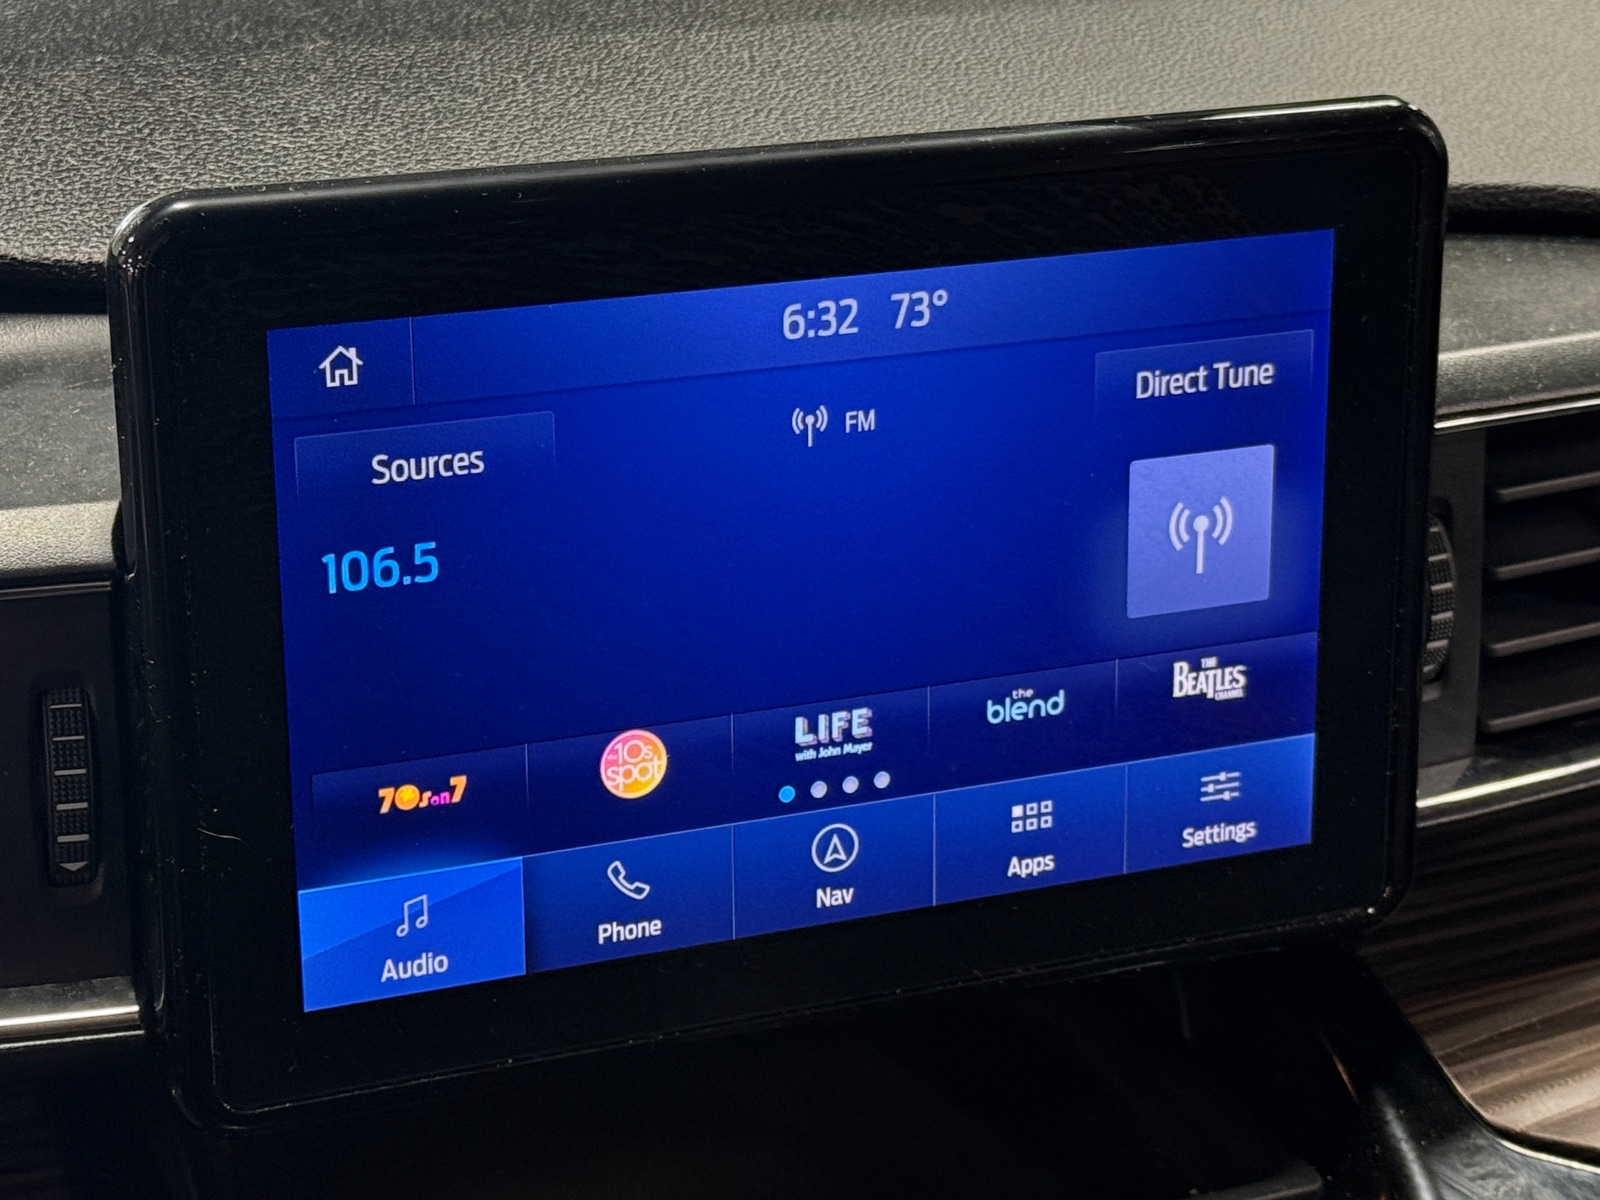 6:32 73°
Direct Tune
FM
Sources
106.5
70s on 7
the 10s spot
LIFE
with John Mayer
the
blend
THE
BEATLES
CHANNEL
Audio
Phone
Nav
Apps
Settings